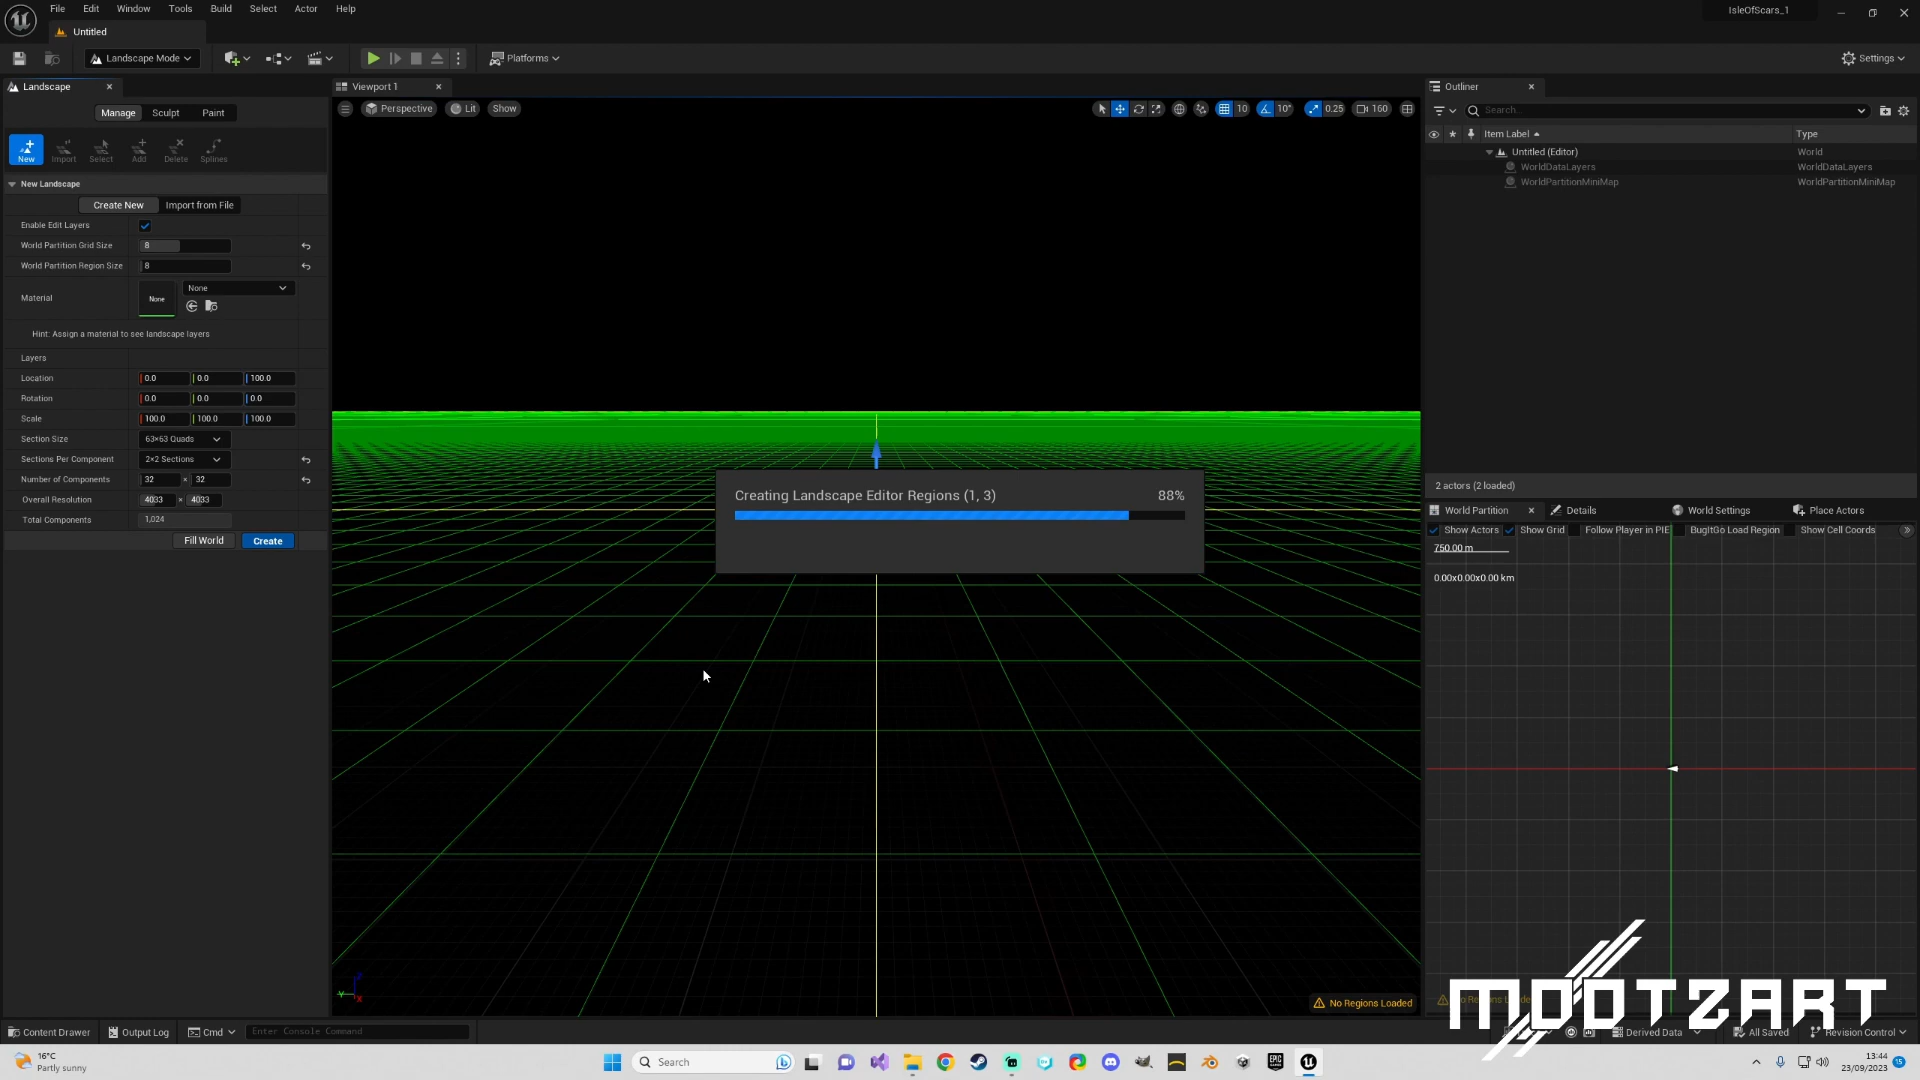 File Edit Window Tools Build Select Actor Help
IsleOfScars_1
Untitled
Landscape Mode
Platforms
Settings
Landscape
Viewport 1
Outliner
Manage Sculpt Paint
Perspective Lit Show
10 10° 0.25 160
Search...
Item Label Type
New Import Select Add Delete Splines
Untitled (Editor) World
WorldDataLayers WorldDataLayers
WorldPartitionMiniMap WorldPartitionMiniMap
New Landscape
Create New Import from File
Enable Edit Layers
World Partition Grid Size 8
World Partition Region Size 8
Material None None
Hint: Assign a material to see landscape layers
Layers
Location 0.0 0.0 100.0
Rotation 0.0 0.0 0.0
Scale 100.0 100.0 100.0
Section Size 63×63 Quads
Sections Per Component 2×2 Sections
Number of Components 32 × 32
Overall Resolution 4033 × 4033
Total Components 1,024
Fill World Create
Creating Landscape Editor Regions (1, 3) 88%
2 actors (2 loaded)
World Partition Details World Settings Place Actors
Show Actors Show Grid Follow Player in PIE BugItGo Load Region Show Cell Coords
750.00 m
0.00x0.00x0.00 km
No Regions Loaded
MOOTZART
Content Drawer Output Log Cmd Enter Console Command
Derived Data All Saved Revision Control
16°C
Partly sunny
Search
13:44
23/09/2023
15